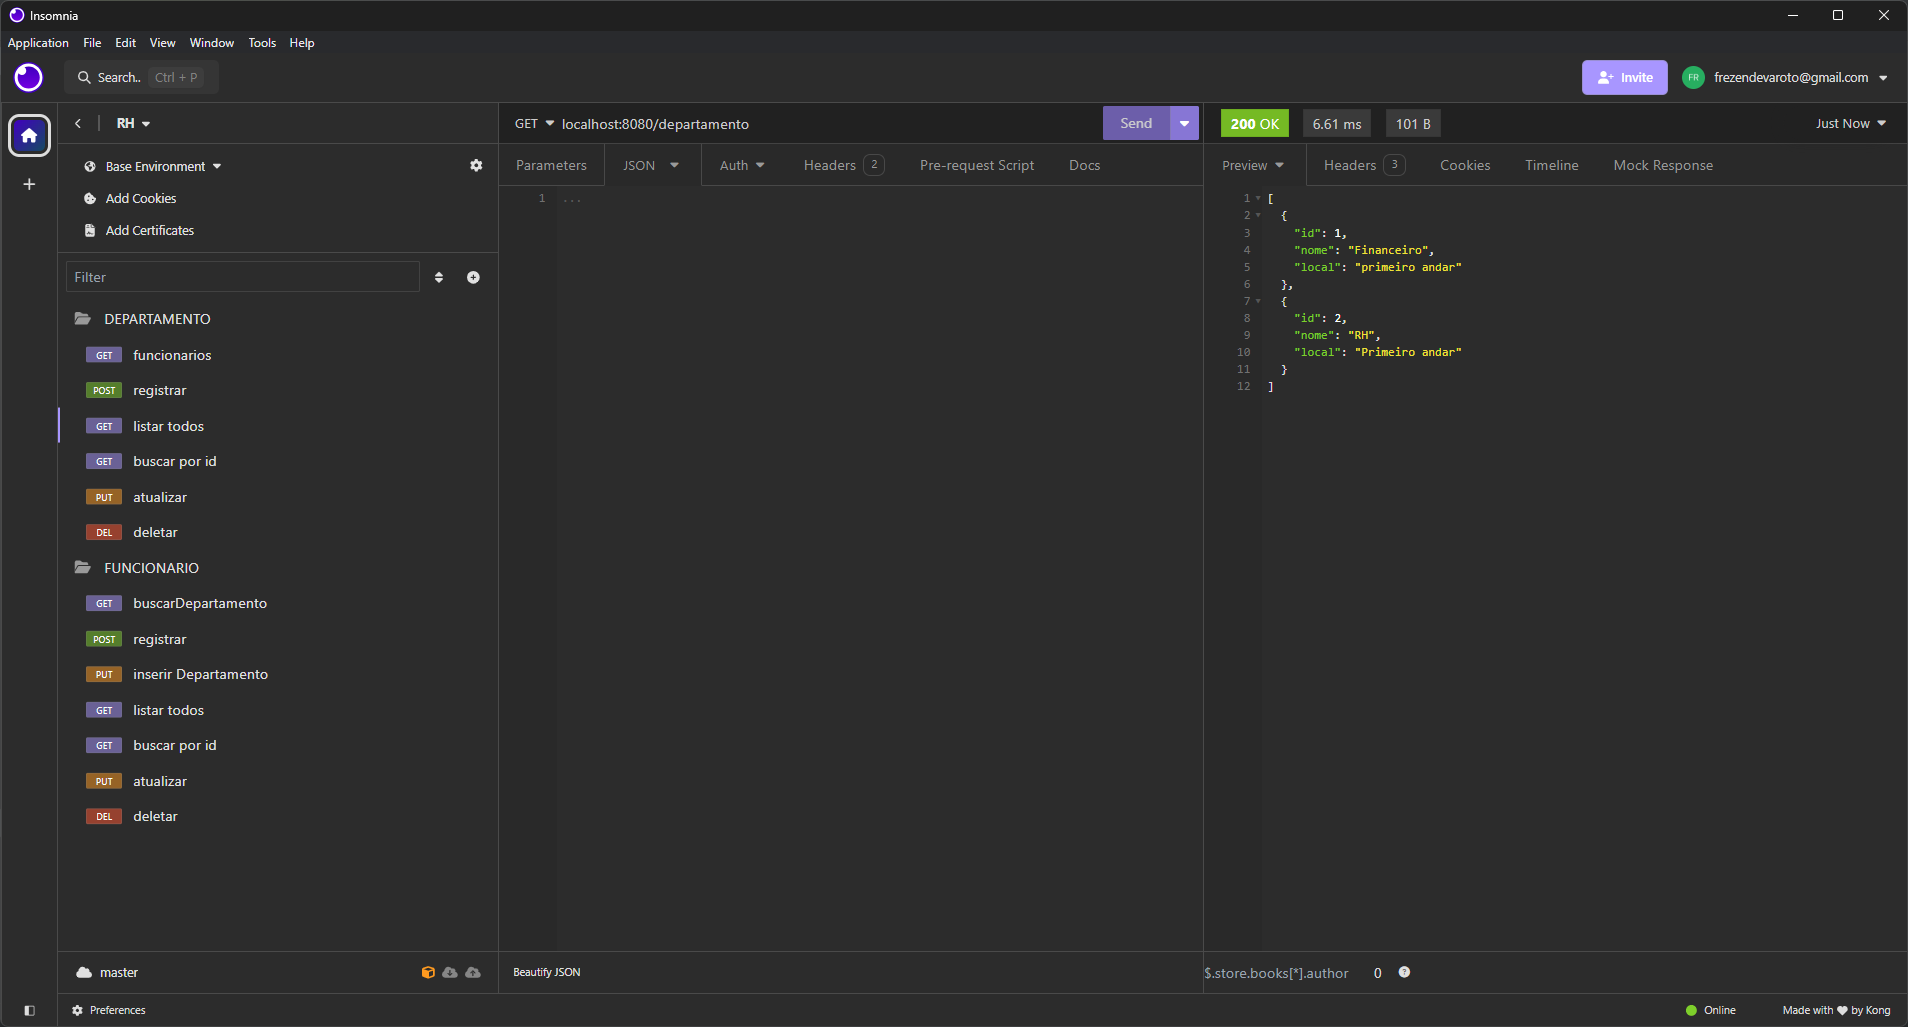 Insomnia
Application File Edit View Window Tools Help
Search.. Ctrl + P
Invite
FR frezendevaroto@gmail.com
RH
Base Environment
Add Cookies
Add Certificates
Filter
DEPARTAMENTO
GET funcionarios
POST registrar
GET listar todos
GET buscar por id
PUT atualizar
DEL deletar
FUNCIONARIO
GET buscarDepartamento
POST registrar
PUT inserir Departamento
GET listar todos
GET buscar por id
PUT atualizar
DEL deletar
master
Preferences
GET localhost:8080/departamento Send
Parameters JSON Auth Headers 2 Pre-request Script Docs
1 ...
Beautify JSON
200 OK 6.61 ms 101 B Just Now
Preview Headers 3 Cookies Timeline Mock Response
1 [
2 {
3 "id": 1,
4 "nome": "Financeiro",
5 "local": "primeiro andar"
6 },
7 {
8 "id": 2,
9 "nome": "RH",
10 "local": "Primeiro andar"
11 }
12 ]
$.store.books[*].author 0 ?
Online Made with ♥ by Kong